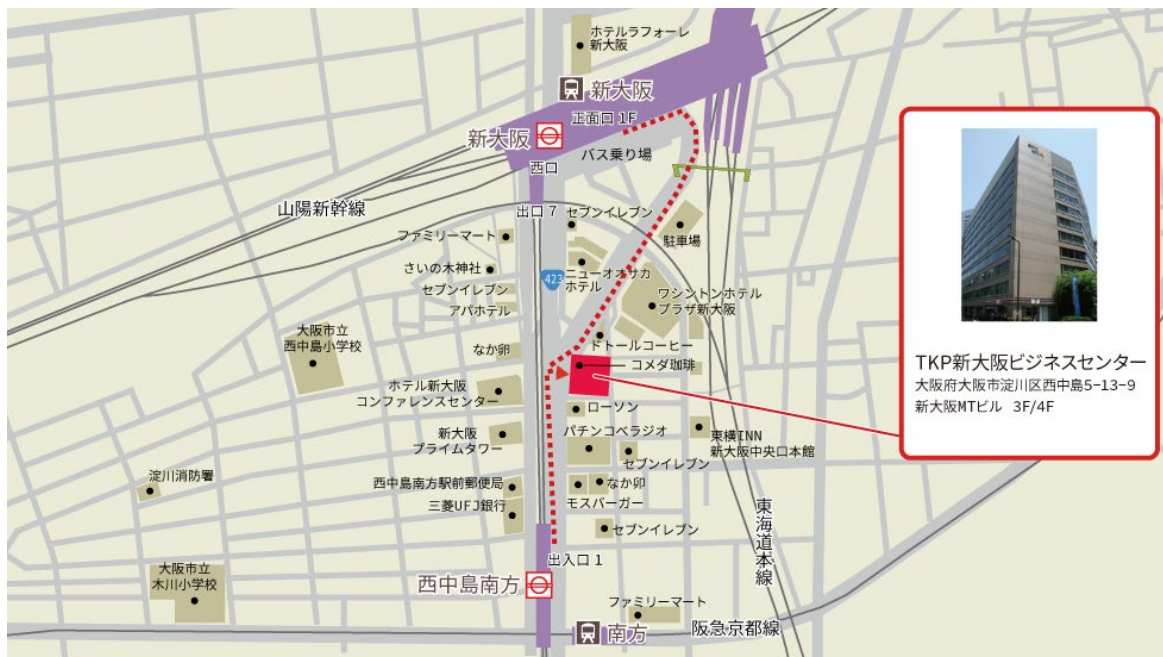 ホテルラフォーレ
新大阪
新大阪
正面口 1F
新大阪
バス乗り場
西口
山陽新幹線
出口 7
セブンイレブン
ファミリーマート
駐車場
さいの木神社
423
ニューオオサカ
ホテル
セブンイレブン
ワシントンホテル
プラザ新大阪
アパホテル
大阪市立
西中島小学校
なか卯
ドトールコーヒー
コメダ珈琲
ホテル新大阪
コンファレンスセンター
ローソン
新大阪
プライムタワー
パチンコベラジオ
東横INN
新大阪中央口本館
セブンイレブン
淀川消防署
西中島南方駅前郵便局
なか卯
三菱UFJ銀行
モスバーガー
セブンイレブン
東海道本線
出入口 1
大阪市立
木川小学校
西中島南方
ファミリーマート
南方
阪急京都線
TKP新大阪ビジネスセンター
大阪府大阪市淀川区西中島5-13-9
新大阪MTビル 3F/4F